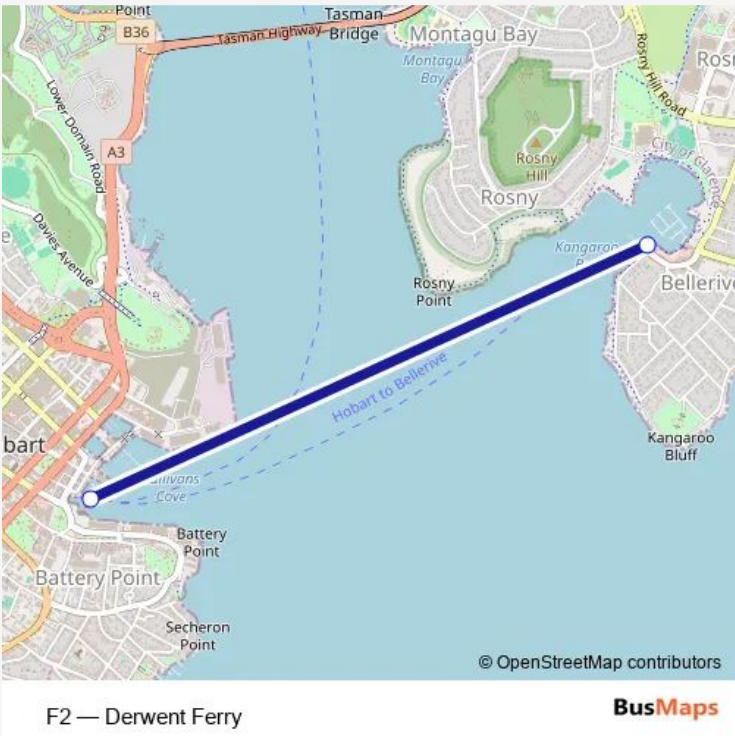 Point
B36
Tasman
Bridge
Tasman Highway
Montagu Bay
Montagu
Bay
Rosny Hill Road
Lower Domain Road
A3
City of Clarence
Rosny
Hill
Rosny
Davies Avenue
Kangaroo
Rosny
Point
Bellerive
Hobart to Bellerive
bart
Kangaroo
Bluff
Cove
Battery
Point
Battery Point
Secheron
Point
© OpenStreetMap contributors
F2 — Derwent Ferry
BusMaps